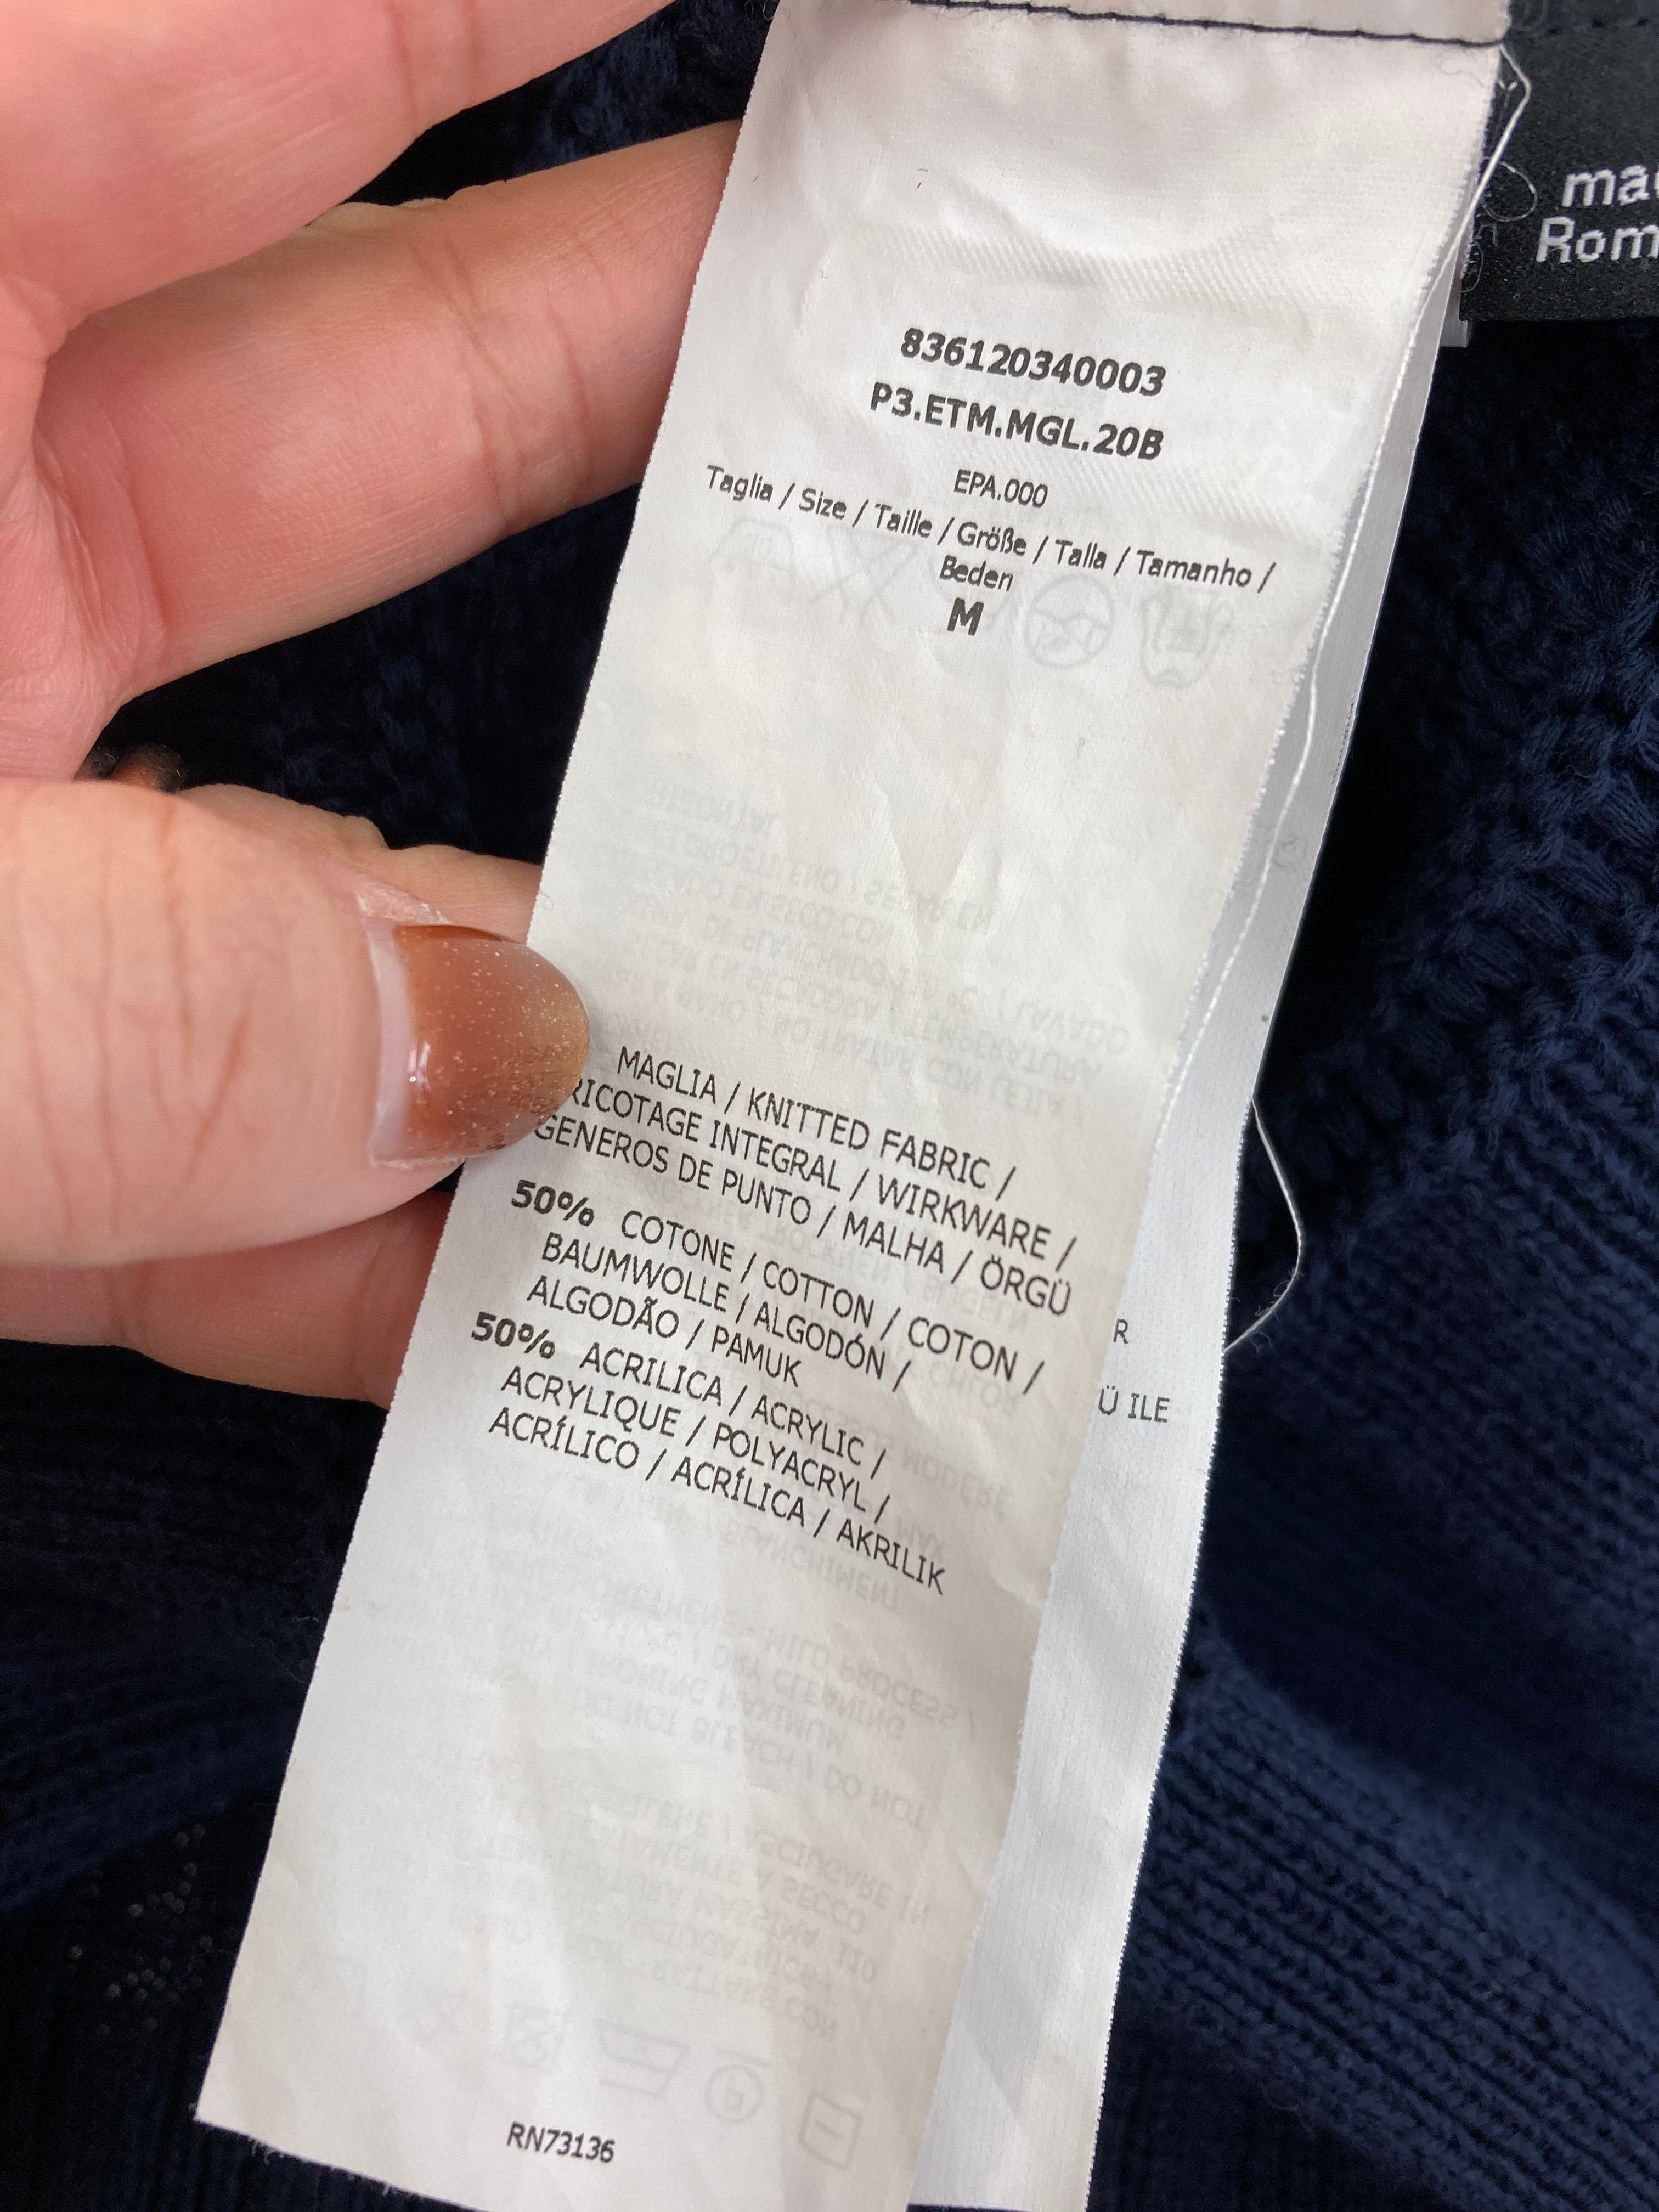 836120340003
P3.ETM.MGL.20B
EPA.000
Taglia / Size / Taille / Größe / Talla / Tamanho /
Beden
M
MAGLIA / KNITTED FABRIC /
RICOTAGE INTEGRAL / WIRKWARE /
GENEROS DE PUNTO / MALHA / ÖRGÜ
50% COTONE / COTTON / COTON /
BAUMWOLLE / ALGODÓN /
ALGODÃO / PAMUK
50% ACRILICA / ACRYLIC /
ACRYLIQUE / POLYACRYL /
ACRÍLICO / ACRÍLICA / AKRILIK
RN73136
R
Ü ILE
Rom